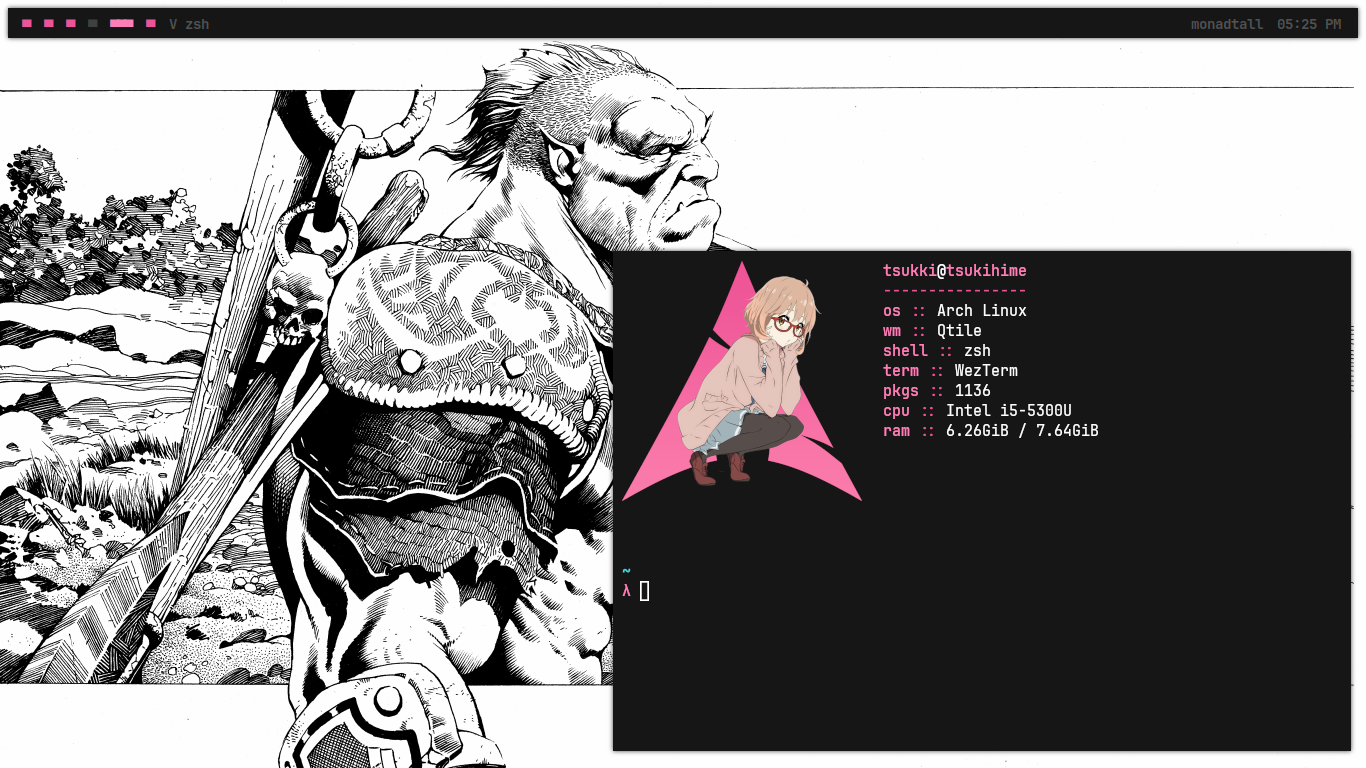 V zsh
monadtall 05:25 PM
tsukki@tsukihime
----------------
os :: Arch Linux
wm :: Qtile
shell :: zsh
term :: WezTerm
pkgs :: 1136
cpu :: Intel i5-5300U
ram :: 6.26GiB / 7.64GiB
~
λ